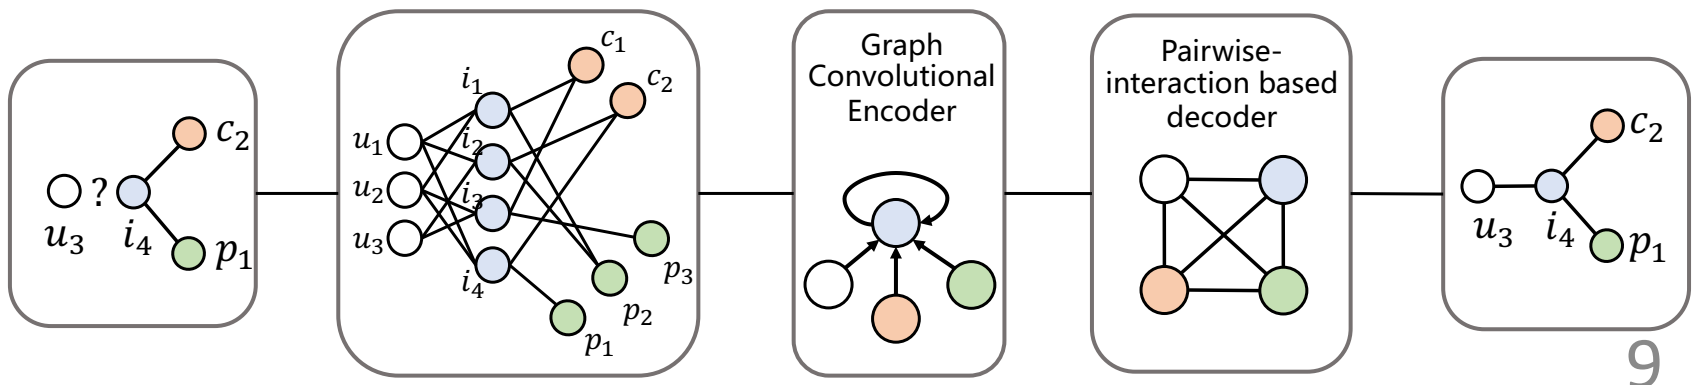 c₂
?
u₃
i₄
p₁
c₁
c₂
i₁
i₂
i₃
i₄
u₁
u₂
u₃
p₃
p₂
p₁
Graph
Convolutional
Encoder
Pairwise-
interaction based
decoder
c₂
u₃
i₄
p₁
9